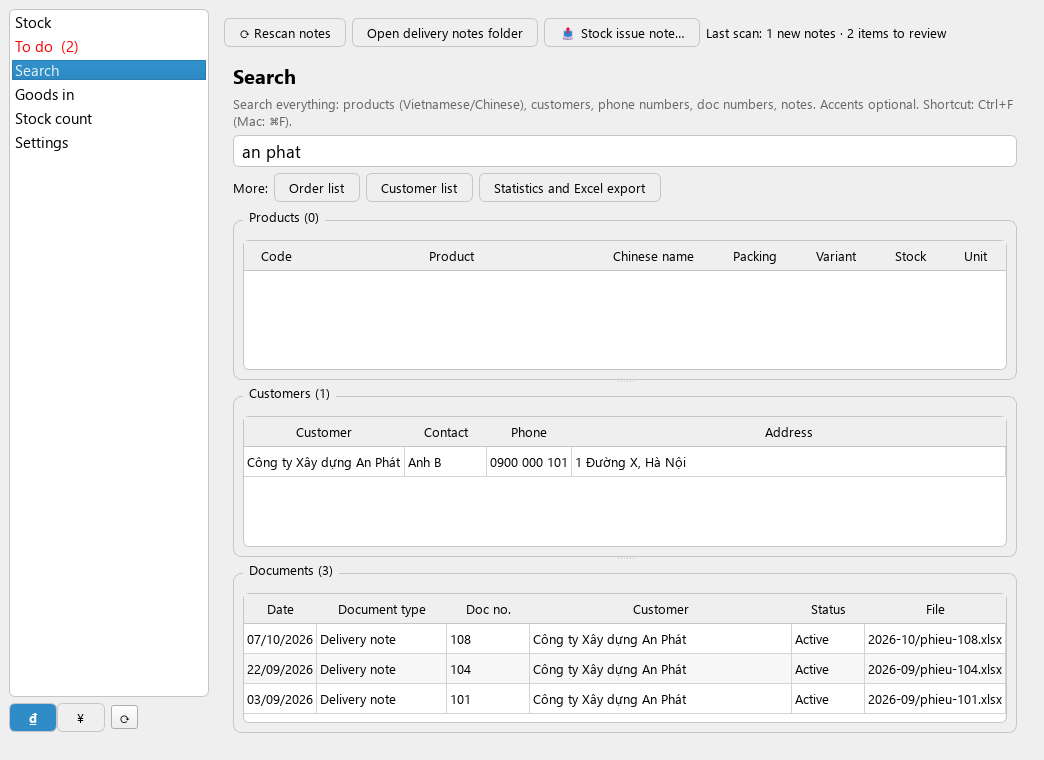 Stock
To do (2)
Search
Goods in
Stock count
Settings
₫ ¥ ⟳
⟳ Rescan notes Open delivery notes folder Stock issue note... Last scan: 1 new notes · 2 items to review
Search
Search everything: products (Vietnamese/Chinese), customers, phone numbers, doc numbers, notes. Accents optional. Shortcut: Ctrl+F
(Mac: ⌘F).
an phat
More: Order list Customer list Statistics and Excel export
Products (0)
Code Product Chinese name Packing Variant Stock Unit
Customers (1)
Customer Contact Phone Address
Công ty Xây dựng An Phát Anh B 0900 000 101 1 Đường X, Hà Nội
Documents (3)
Date Document type Doc no. Customer Status File
07/10/2026 Delivery note 108 Công ty Xây dựng An Phát Active 2026-10/phieu-108.xlsx
22/09/2026 Delivery note 104 Công ty Xây dựng An Phát Active 2026-09/phieu-104.xlsx
03/09/2026 Delivery note 101 Công ty Xây dựng An Phát Active 2026-09/phieu-101.xlsx